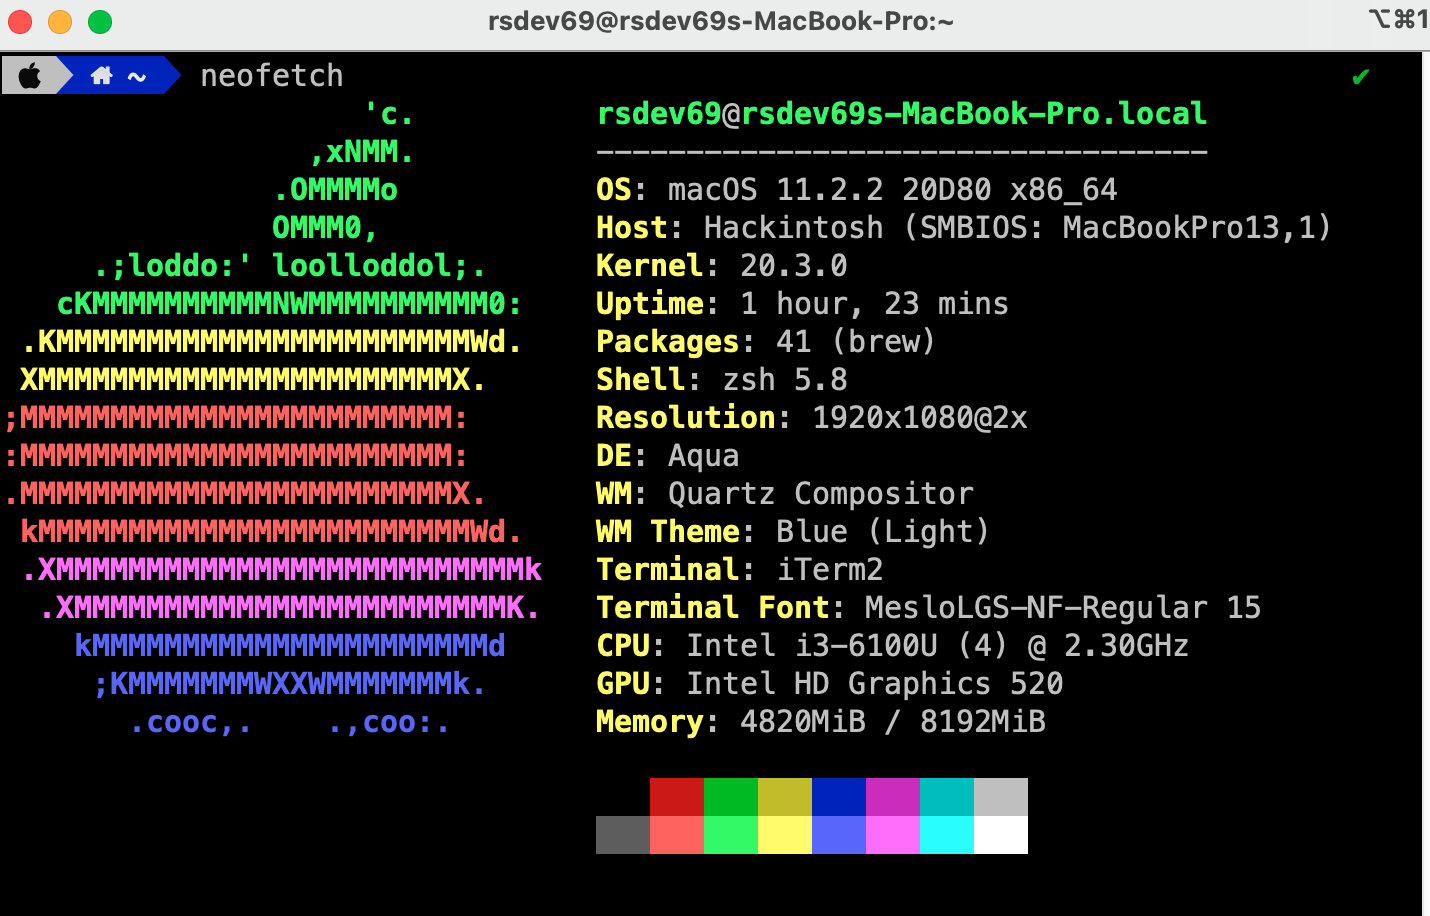 rsdev69@rsdev69s-MacBook-Pro:~ ⌥⌘1
~ neofetch ✔
'c. rsdev69@rsdev69s-MacBook-Pro.local
,xNMM. ----------------------------------
.OMMMMo OS: macOS 11.2.2 20D80 x86_64
OMMM0, Host: Hackintosh (SMBIOS: MacBookPro13,1)
.;loddo:' loolloddol;. Kernel: 20.3.0
cKMMMMMMMMMMNWMMMMMMMMMM0: Uptime: 1 hour, 23 mins
.KMMMMMMMMMMMMMMMMMMMMMMMWd. Packages: 41 (brew)
XMMMMMMMMMMMMMMMMMMMMMMMX. Shell: zsh 5.8
;MMMMMMMMMMMMMMMMMMMMMMMM: Resolution: 1920x1080@2x
:MMMMMMMMMMMMMMMMMMMMMMMM: DE: Aqua
.MMMMMMMMMMMMMMMMMMMMMMMMX. WM: Quartz Compositor
kMMMMMMMMMMMMMMMMMMMMMMMMWd. WM Theme: Blue (Light)
.XMMMMMMMMMMMMMMMMMMMMMMMMMMk Terminal: iTerm2
.XMMMMMMMMMMMMMMMMMMMMMMMMK. Terminal Font: MesloLGS-NF-Regular 15
kMMMMMMMMMMMMMMMMMMMMMMd CPU: Intel i3-6100U (4) @ 2.30GHz
;KMMMMMMMWXXWMMMMMMMk. GPU: Intel HD Graphics 520
.cooc,. .,coo:. Memory: 4820MiB / 8192MiB